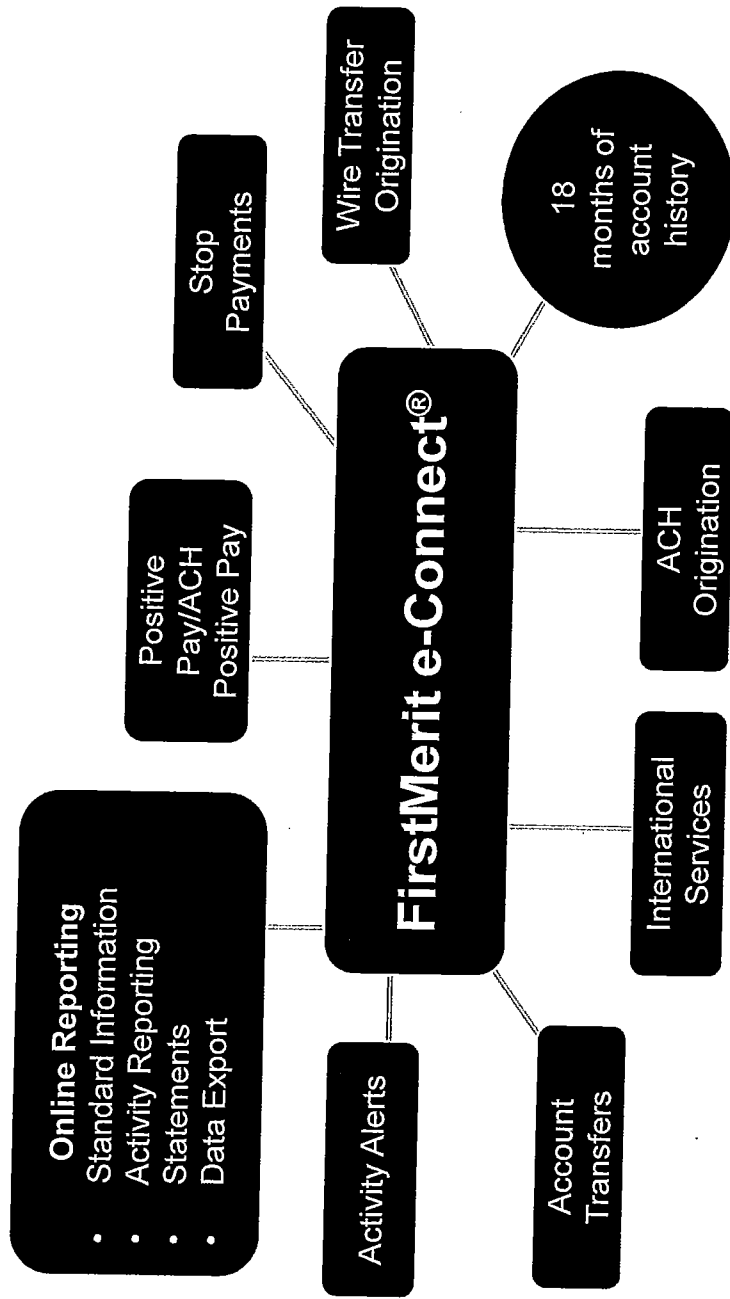 Online Reporting
• Standard Information
• Activity Reporting
• Statements
• Data Export
Positive
Pay/ACH
Positive Pay
Stop
Payments
Activity Alerts
FirstMerit e-Connect®
Wire Transfer
Origination
Account
Transfers
International
Services
ACH
Origination
18
months of
account
history